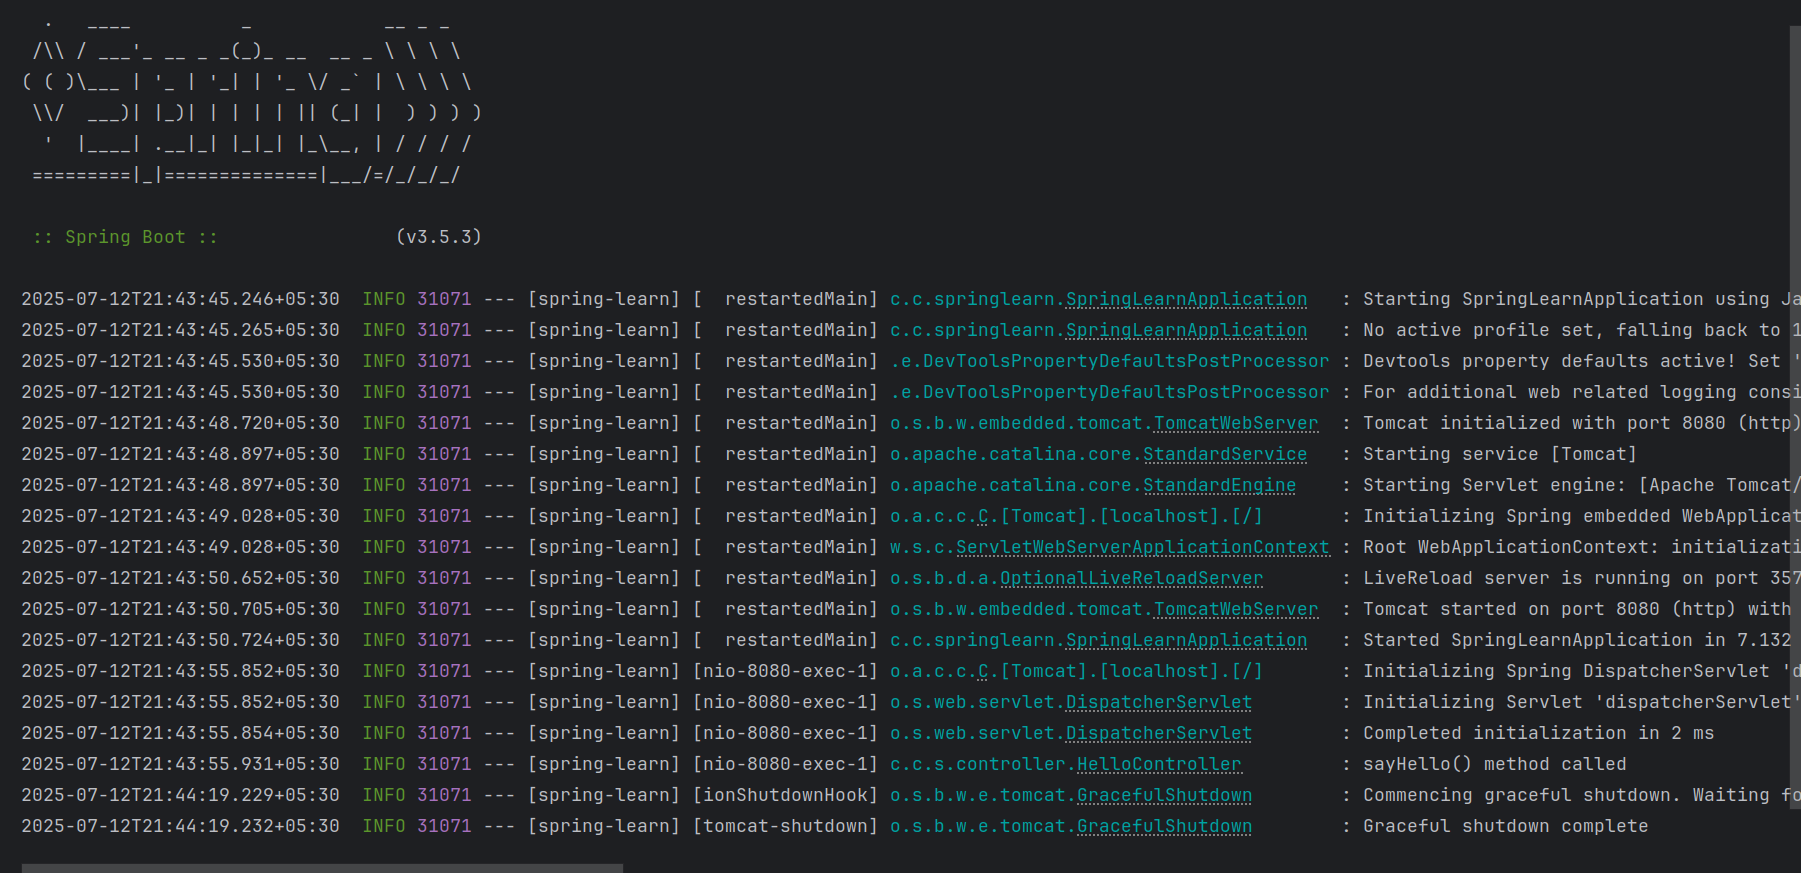 .   ____          _            __ _ _
 /\\ / ___'_ __ _ _(_)_ __  __ _ \ \ \ \
( ( )\___ | '_ | '_| | '_ \/ _` | \ \ \ \
 \\/  ___)| |_)| | | | | || (_| |  ) ) ) )
  '  |____| .__|_| |_|_| |_\__, | / / / /
 =========|_|==============|___/=/_/_/_/
 :: Spring Boot ::                (v3.5.3)
2025-07-12T21:43:45.246+05:30  INFO 31071 --- [spring-learn] [  restartedMain] c.c.springlearn.SpringLearnApplication   : Starting SpringLearnApplication using Ja
2025-07-12T21:43:45.265+05:30  INFO 31071 --- [spring-learn] [  restartedMain] c.c.springlearn.SpringLearnApplication   : No active profile set, falling back to 1
2025-07-12T21:43:45.530+05:30  INFO 31071 --- [spring-learn] [  restartedMain] .e.DevToolsPropertyDefaultsPostProcessor : Devtools property defaults active! Set '
2025-07-12T21:43:45.530+05:30  INFO 31071 --- [spring-learn] [  restartedMain] .e.DevToolsPropertyDefaultsPostProcessor : For additional web related logging consi
2025-07-12T21:43:48.720+05:30  INFO 31071 --- [spring-learn] [  restartedMain] o.s.b.w.embedded.tomcat.TomcatWebServer  : Tomcat initialized with port 8080 (http)
2025-07-12T21:43:48.897+05:30  INFO 31071 --- [spring-learn] [  restartedMain] o.apache.catalina.core.StandardService   : Starting service [Tomcat]
2025-07-12T21:43:48.897+05:30  INFO 31071 --- [spring-learn] [  restartedMain] o.apache.catalina.core.StandardEngine    : Starting Servlet engine: [Apache Tomcat/
2025-07-12T21:43:49.028+05:30  INFO 31071 --- [spring-learn] [  restartedMain] o.a.c.c.C.[Tomcat].[localhost].[/]       : Initializing Spring embedded WebApplicat
2025-07-12T21:43:49.028+05:30  INFO 31071 --- [spring-learn] [  restartedMain] w.s.c.ServletWebServerApplicationContext : Root WebApplicationContext: initializati
2025-07-12T21:43:50.652+05:30  INFO 31071 --- [spring-learn] [  restartedMain] o.s.b.d.a.OptionalLiveReloadServer       : LiveReload server is running on port 357
2025-07-12T21:43:50.705+05:30  INFO 31071 --- [spring-learn] [  restartedMain] o.s.b.w.embedded.tomcat.TomcatWebServer  : Tomcat started on port 8080 (http) with
2025-07-12T21:43:50.724+05:30  INFO 31071 --- [spring-learn] [  restartedMain] c.c.springlearn.SpringLearnApplication   : Started SpringLearnApplication in 7.132
2025-07-12T21:43:55.852+05:30  INFO 31071 --- [spring-learn] [nio-8080-exec-1] o.a.c.c.C.[Tomcat].[localhost].[/]       : Initializing Spring DispatcherServlet 'd
2025-07-12T21:43:55.852+05:30  INFO 31071 --- [spring-learn] [nio-8080-exec-1] o.s.web.servlet.DispatcherServlet        : Initializing Servlet 'dispatcherServlet'
2025-07-12T21:43:55.854+05:30  INFO 31071 --- [spring-learn] [nio-8080-exec-1] o.s.web.servlet.DispatcherServlet        : Completed initialization in 2 ms
2025-07-12T21:43:55.931+05:30  INFO 31071 --- [spring-learn] [nio-8080-exec-1] c.c.s.controller.HelloController         : sayHello() method called
2025-07-12T21:44:19.229+05:30  INFO 31071 --- [spring-learn] [ionShutdownHook] o.s.b.w.e.tomcat.GracefulShutdown        : Commencing graceful shutdown. Waiting fo
2025-07-12T21:44:19.232+05:30  INFO 31071 --- [spring-learn] [tomcat-shutdown] o.s.b.w.e.tomcat.GracefulShutdown        : Graceful shutdown complete